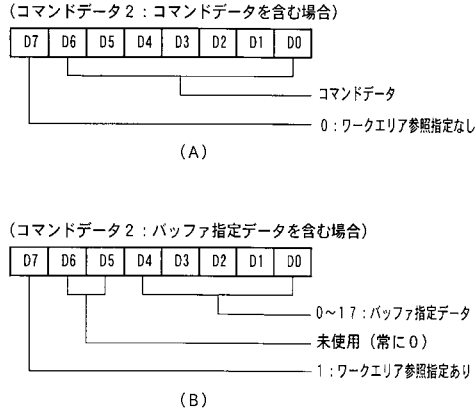 (コマンドデータ2:コマンドデータを含む場合)
D7 D6 D5 D4 D3 D2 D1 D0
コマンドデータ
0:ワークエリア参照指定なし
(A)
(コマンドデータ2:バッファ指定データを含む場合)
D7 D6 D5 D4 D3 D2 D1 D0
0~17:バッファ指定データ
未使用(常に0)
1:ワークエリア参照指定あり
(B)